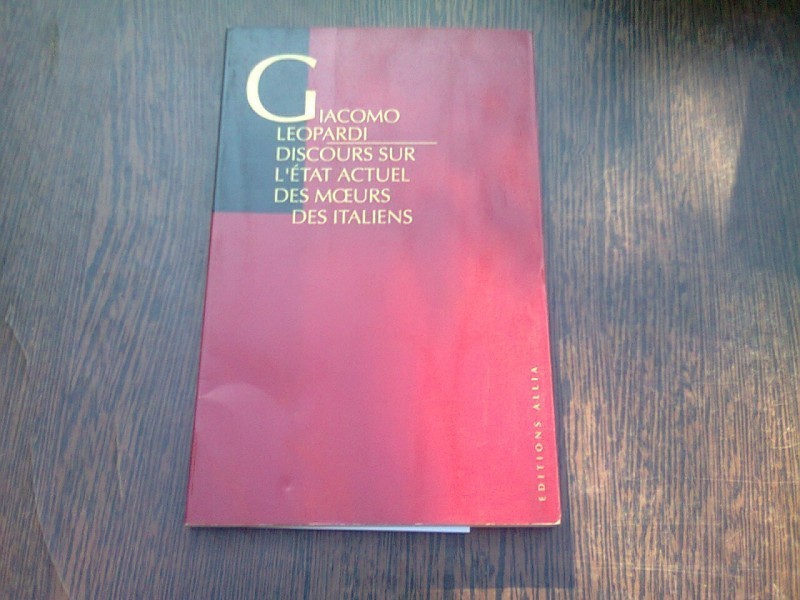 GIACOMO
LEOPARDI
DISCOURS SUR
L'ÉTAT ACTUEL
DES MŒURS
DES ITALIENS
EDITIONS ALLIA